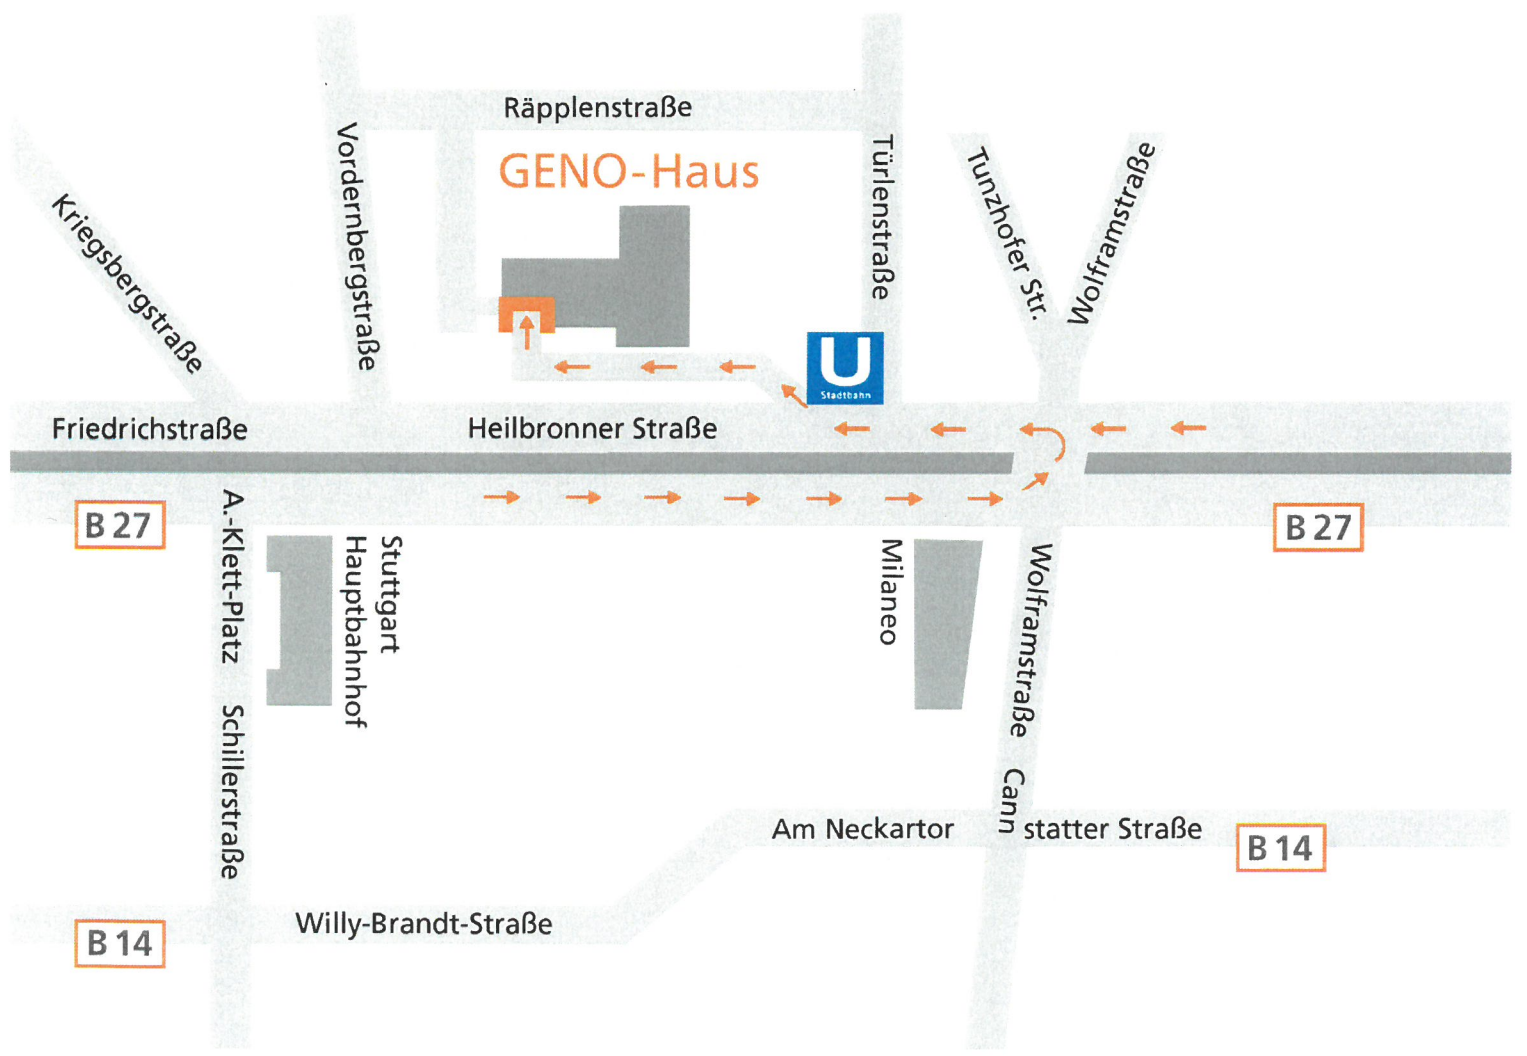 Räpplenstraße
GENO-Haus
Vordernbergstraße
Türlenstraße
Tunzhofer Str.
Wolframstraße
Kriegsbergstraße
U
Stadtbahn
Friedrichstraße
Heilbronner Straße
B 27
B 27
A.-Klett-Platz
Stuttgart
Hauptbahnhof
Milaneo
Wolframstraße
Schillerstraße
Am Neckartor
Cann
statter Straße
B 14
Willy-Brandt-Straße
B 14